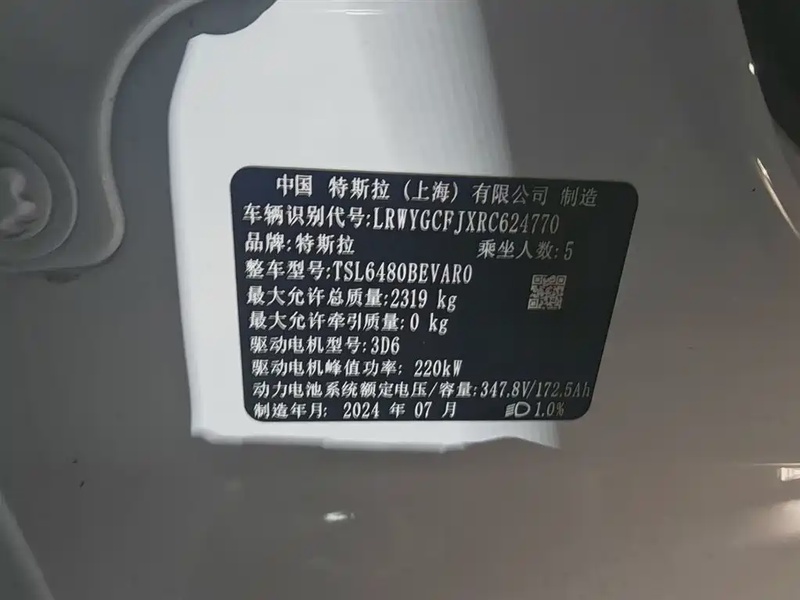 中国 特斯拉 (上海) 有限公司 制造
车辆识别代号:LRWYGCFJXRC624770
品牌:特斯拉 乘坐人数:5
整车型号:TSL6480BEVAR0
最大允许总质量:2319 kg
最大允许牵引质量:0 kg
驱动电机型号:3D6
驱动电机峰值功率: 220kW
动力电池系统额定电压/容量:347.8V/172.5Ah
制造年月: 2024 年 07 月 1.0%